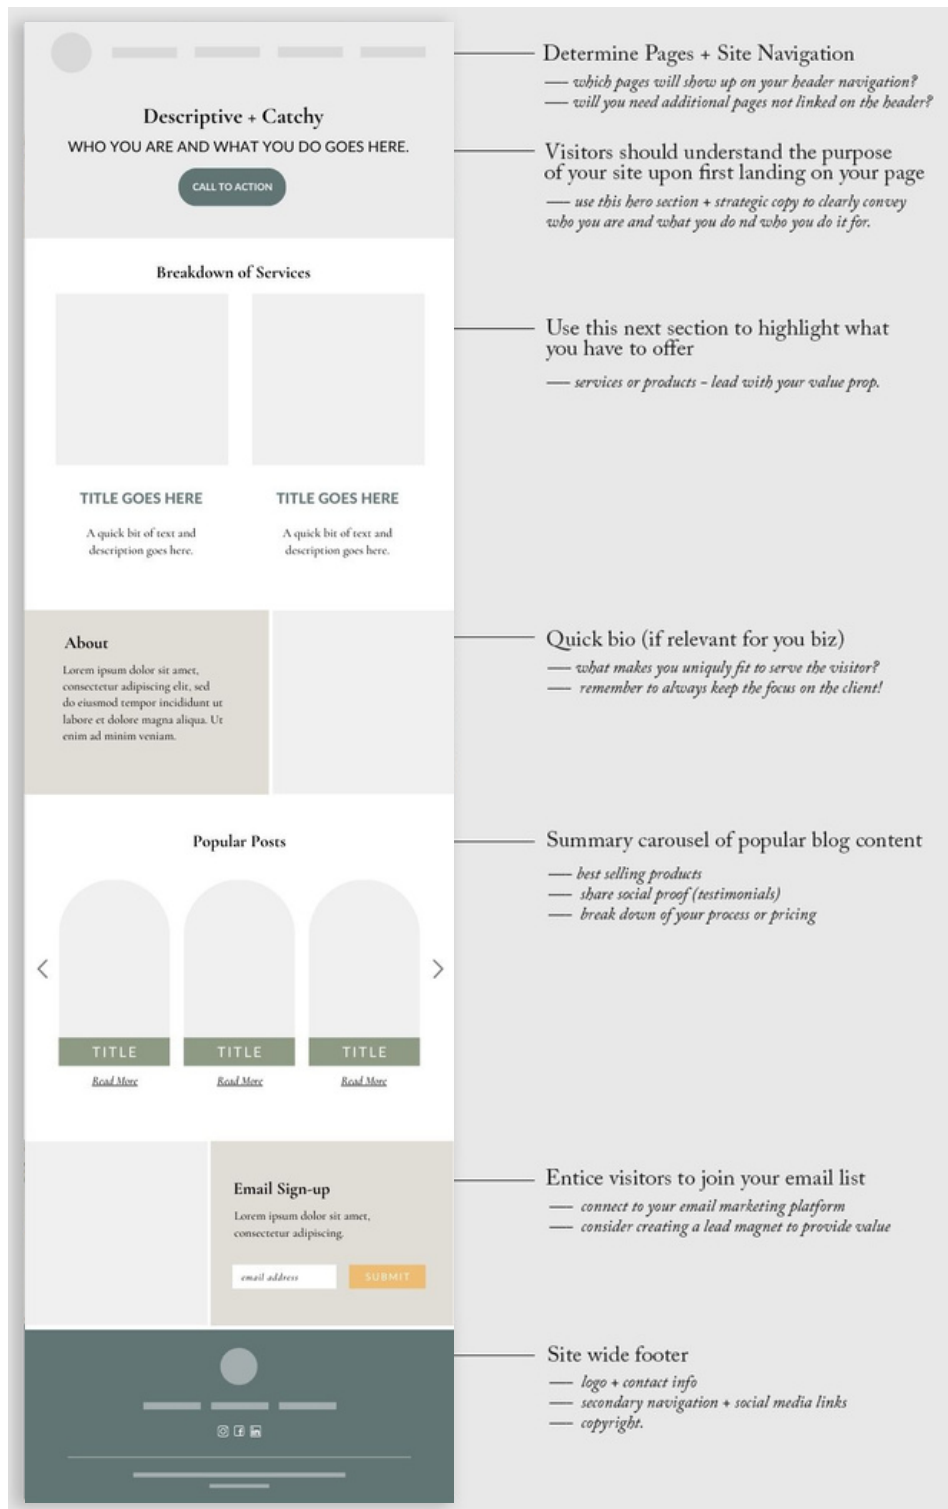 Determine Pages + Site Navigation
— which pages will show up on your header navigation?
— will you need additional pages not linked on the header?
Descriptive + Catchy
WHO YOU ARE AND WHAT YOU DO GOES HERE.
CALL TO ACTION
Visitors should understand the purpose
of your site upon first landing on your page
— use this hero section + strategic copy to clearly convey
who you are and what you do nd who you do it for.
Breakdown of Services
Use this next section to highlight what
you have to offer
— services or products - lead with your value prop.
TITLE GOES HERE
A quick bit of text and
description goes here.
TITLE GOES HERE
A quick bit of text and
description goes here.
About
Lorem ipsum dolor sit amet,
consectetur adipiscing elit, sed
do eiusmod tempor incididunt ut
labore et dolore magna aliqua. Ut
enim ad minim veniam.
Quick bio (if relevant for you biz)
— what makes you uniquly fit to serve the visitor?
— remember to always keep the focus on the client!
Popular Posts
Summary carousel of popular blog content
— best selling products
— share social proof (testimonials)
— break down of your process or pricing
TITLE
Read More
TITLE
Read More
TITLE
Read More
Email Sign-up
Lorem ipsum dolor sit amet,
consectetur adipiscing.
email address
SUBMIT
Entice visitors to join your email list
— connect to your email marketing platform
— consider creating a lead magnet to provide value
Site wide footer
— logo + contact info
— secondary navigation + social media links
— copyright.